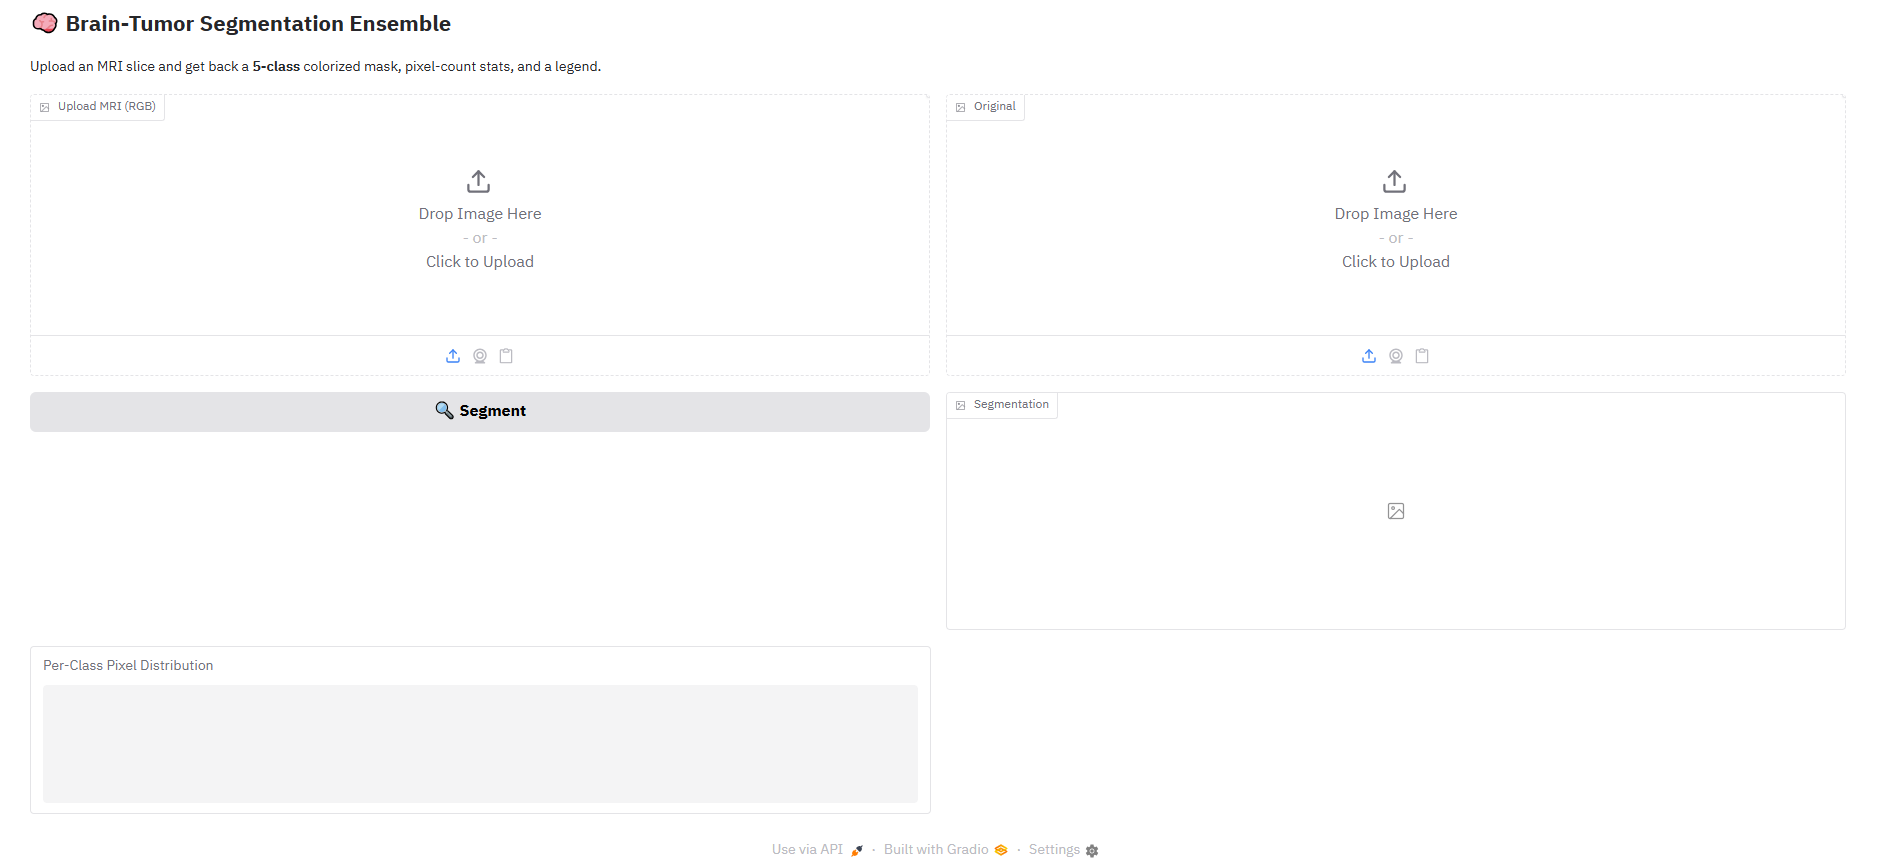 🧠 Brain-Tumor Segmentation Ensemble
Upload an MRI slice and get back a 5-class colorized mask, pixel-count stats, and a legend.
Upload MRI (RGB)
Drop Image Here
- or -
Click to Upload
Original
Drop Image Here
- or -
Click to Upload
🔍 Segment
Segmentation
Per-Class Pixel Distribution
Use via API 🚀 · Built with Gradio · Settings